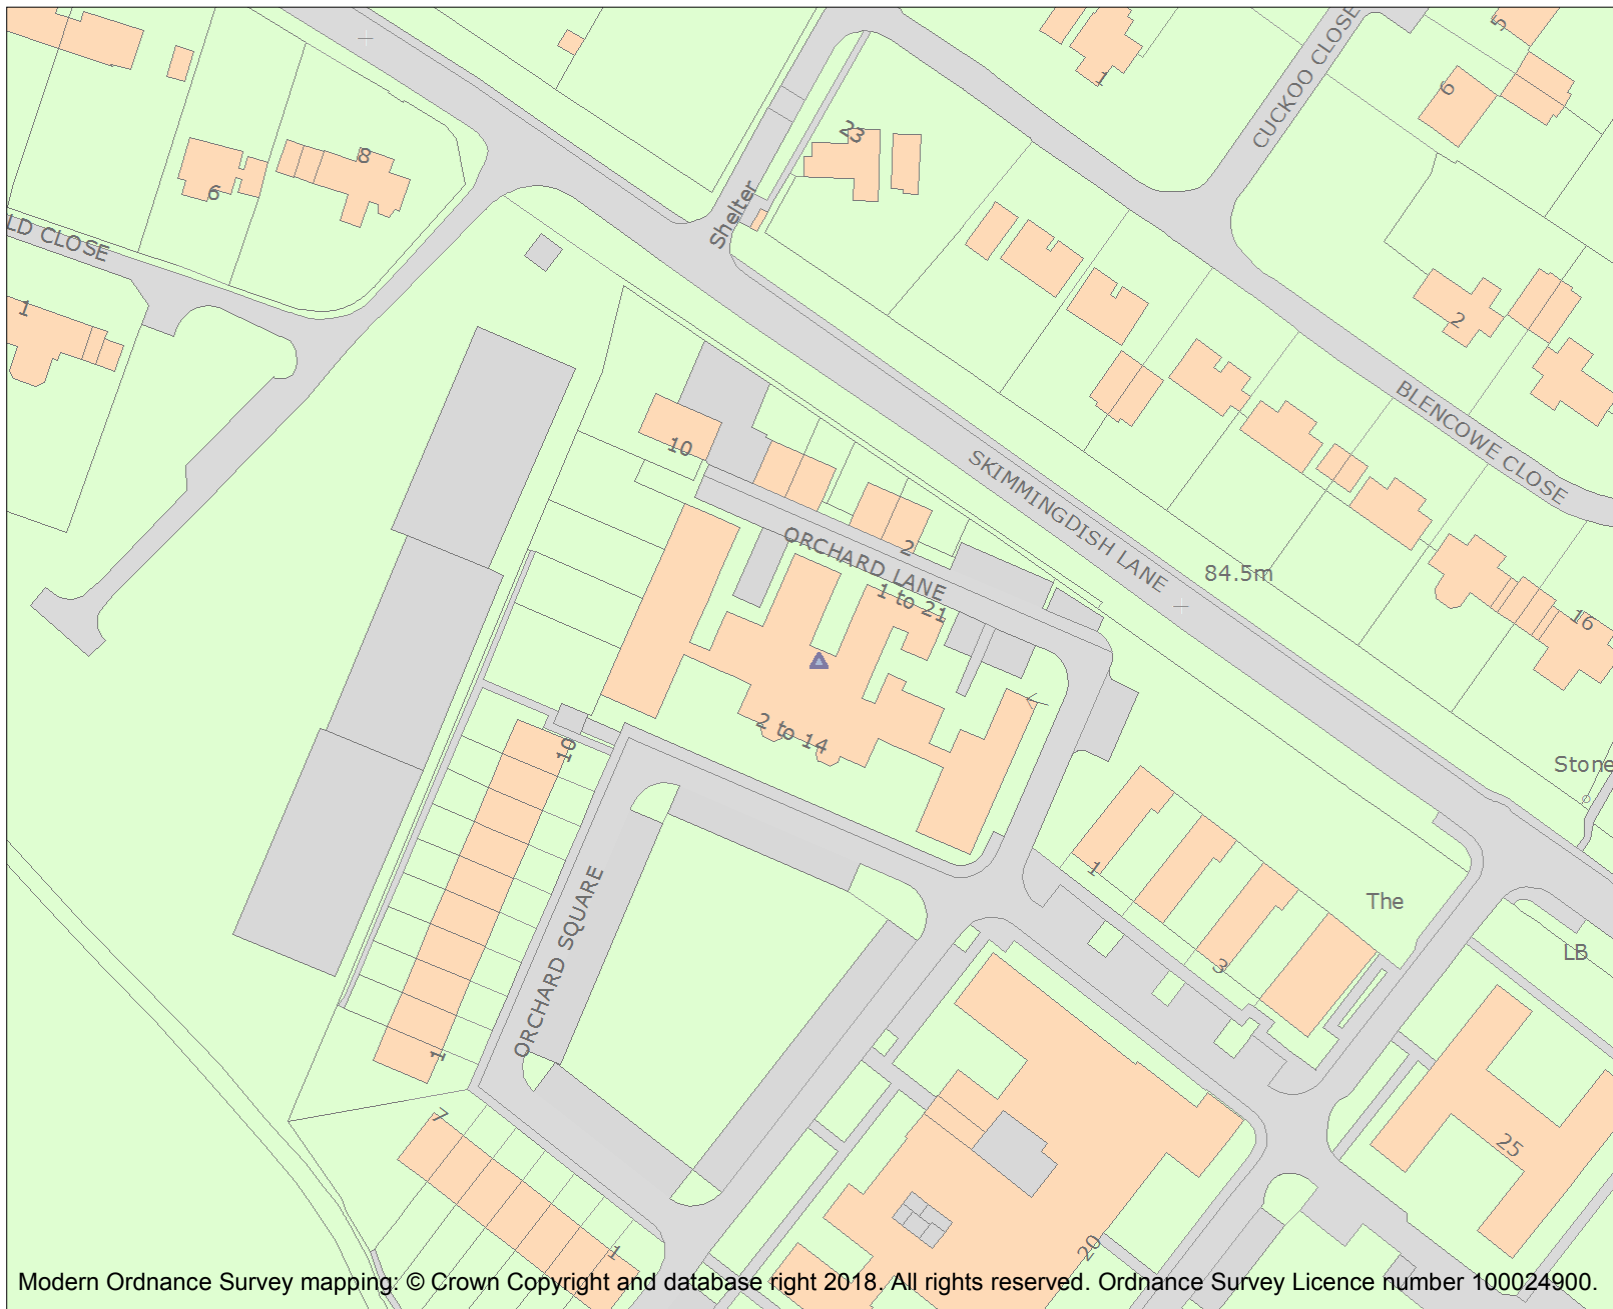 5
CUCKOO CLOSE
1
6
23
8
6
Shelter
LD CLOSE
1
2
BLENCOWE CLOSE
10
SKIMMINGDISH LANE
ORCHARD LANE
2
84.5m
1 to 21
16
2 to 14
10
Stone
1
The
ORCHARD SQUARE
3
LB
1
7
25
20
1
Modern Ordnance Survey mapping: © Crown Copyright and database right 2018. All rights reserved. Ordnance Survey Licence number 100024900.